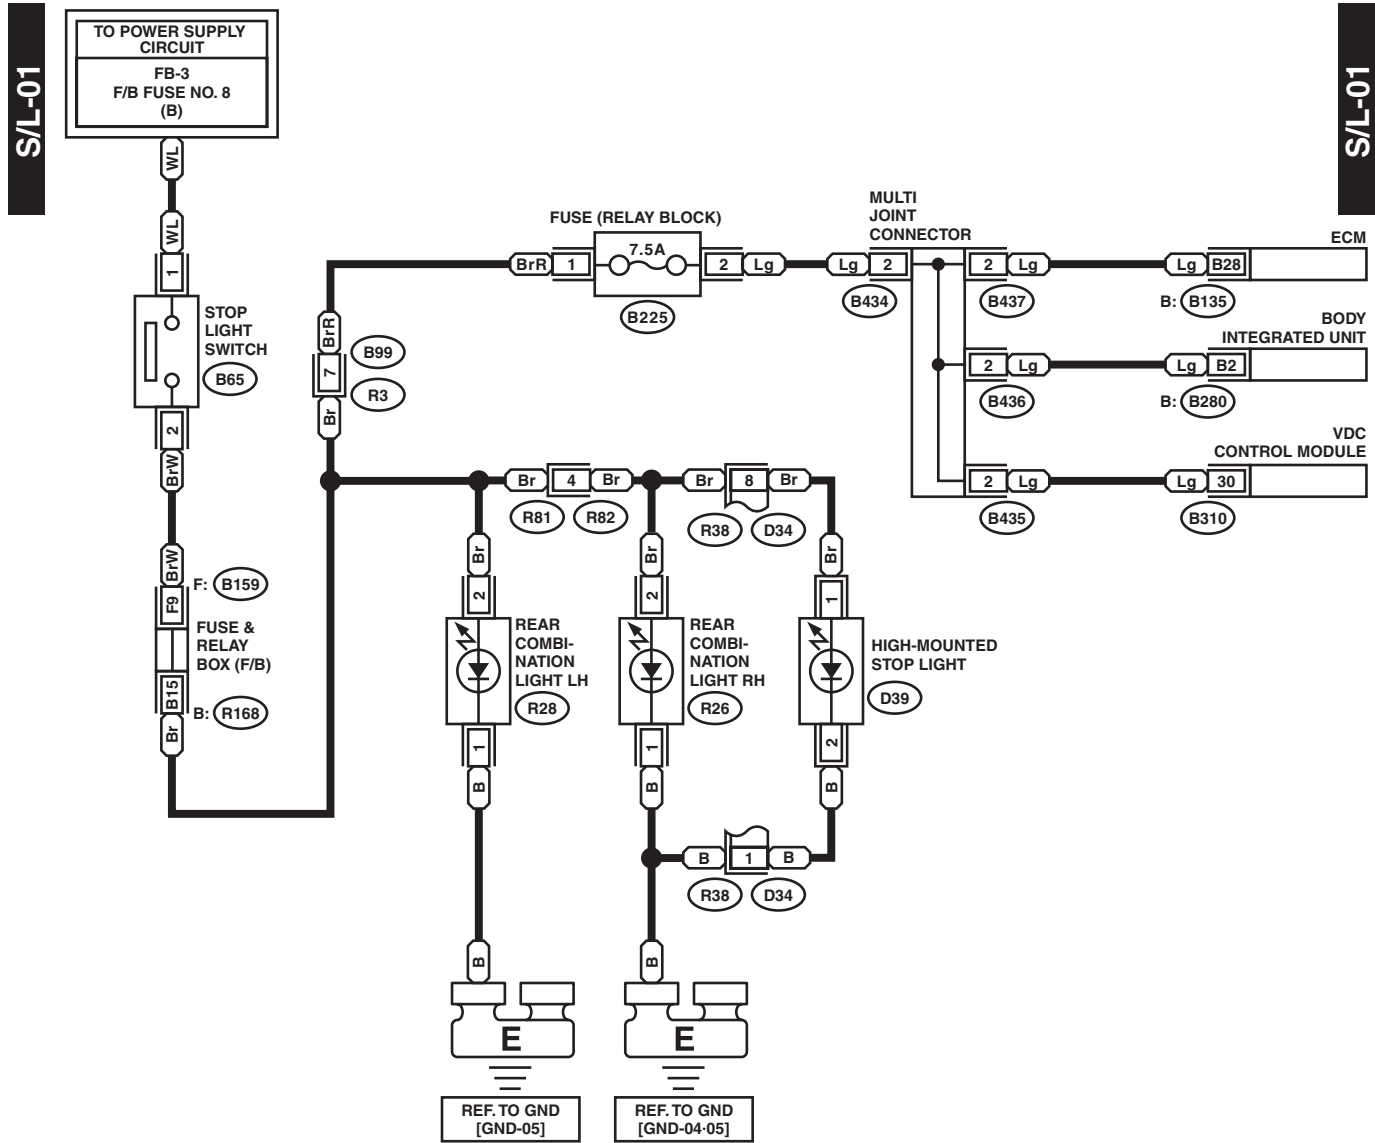 S/L-01
S/L-01
TO POWER SUPPLY
CIRCUIT
FB-3
F/B FUSE NO. 8
(B)
WL
WL
1
STOP
LIGHT
SWITCH
B65
2
BrW
BrW
F: B159
F9
FUSE &
RELAY
BOX (F/B)
B15
B: R168
Br
BrR
7
B99
R3
Br
FUSE (RELAY BLOCK)
BrR 1 7.5A 2 Lg
B225
MULTI
JOINT
CONNECTOR
Lg 2
B434
2 Lg
B437
ECM
Lg B28
B: B135
2 Lg
B436
BODY
INTEGRATED UNIT
Lg B2
B: B280
2 Lg
B435
VDC
CONTROL MODULE
Lg 30
B310
Br 4 Br
R81 R82
Br 8 Br
R38 D34
Br
2
REAR
COMBI-
NATION
LIGHT LH
R28
1
B
B
Br
2
REAR
COMBI-
NATION
LIGHT RH
R26
1
B
Br
1
HIGH-MOUNTED
STOP LIGHT
D39
2
B
B 1 B
R38 D34
B
E
REF. TO GND
[GND-05]
E
REF. TO GND
[GND-04·05]